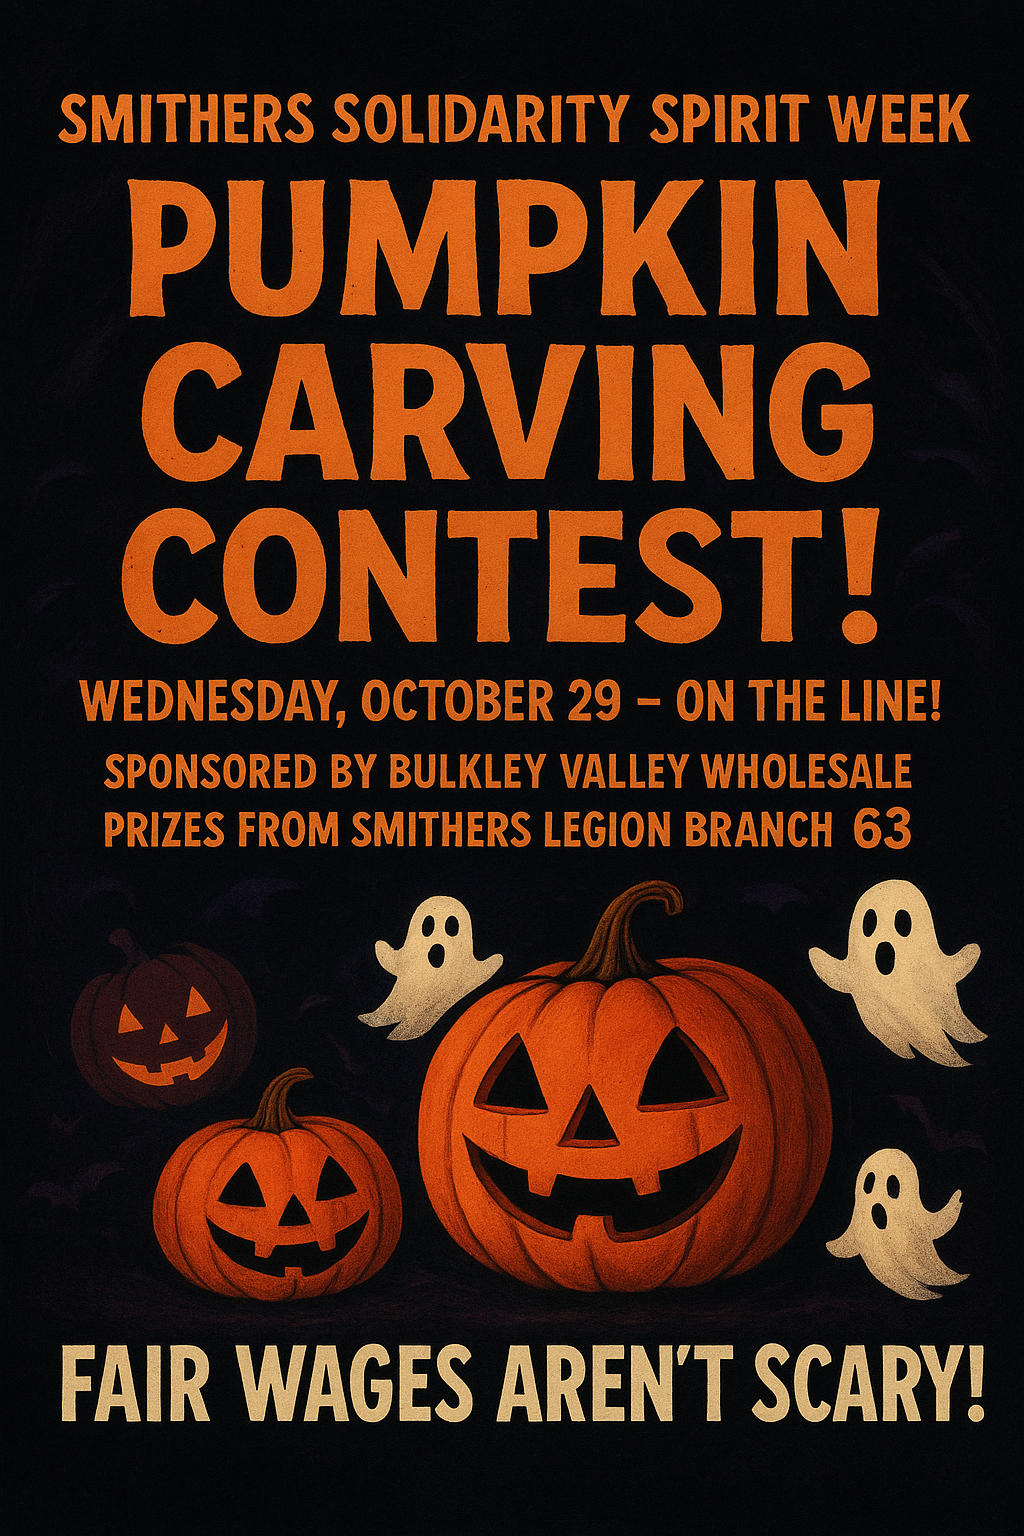 SMITHERS SOLIDARITY SPIRIT WEEK
PUMPKIN
CARVING
CONTEST!
WEDNESDAY, OCTOBER 29 – ON THE LINE!
SPONSORED BY BULKLEY VALLEY WHOLESALE
PRIZES FROM SMITHERS LEGION BRANCH 63
FAIR WAGES AREN'T SCARY!